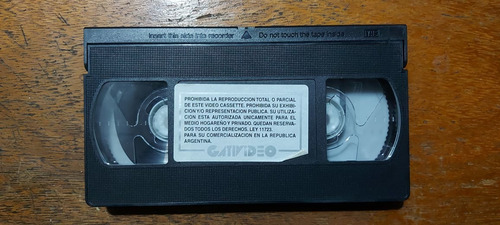 Insert this side into recorder
Do not touch the tape inside
PROHIBIDA LA REPRODUCCION TOTAL O PARCIAL
DE ESTE VIDEO CASSETTE. PROHIBIDA SU EXHIBI-
CION Y/O REPRESENTACION PUBLICA. SU UTILIZA-
CION ESTA AUTORIZADA UNICAMENTE PARA EL
MEDIO HOGAREÑO Y PRIVADO. QUEDAN RESERVA-
DOS TODOS LOS DERECHOS. LEY 11723.
PARA SU COMERCIALIZACION EN LA REPUBLICA
ARGENTINA.
GATIVIDEO